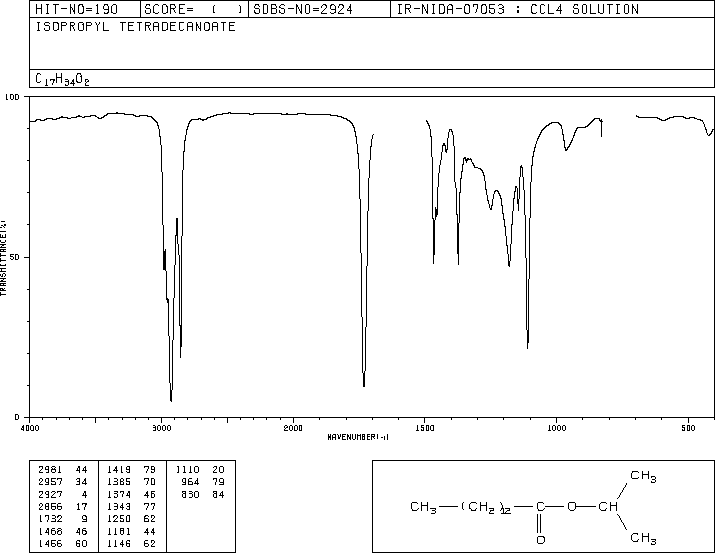 HIT-NO=190 SCORE= ( ) SDBS-NO=2924 IR-NIDA-07053 : CCL4 SOLUTION
ISOPROPYL TETRADECANOATE
C17H34O2
100
50
0
TRANSMITTANCE(%)
4000 3000 2000 1500 1000 500
WAVENUMBER(-1)
2981 44 1419 79 1110 20
2957 34 1385 70 964 79
2927 4 1374 46 830 84
2856 17 1343 77
1732 9 1250 62
1468 46 1181 44
1456 60 1146 62
CH3
CH3—(CH2)12—C—O—CH
O
CH3